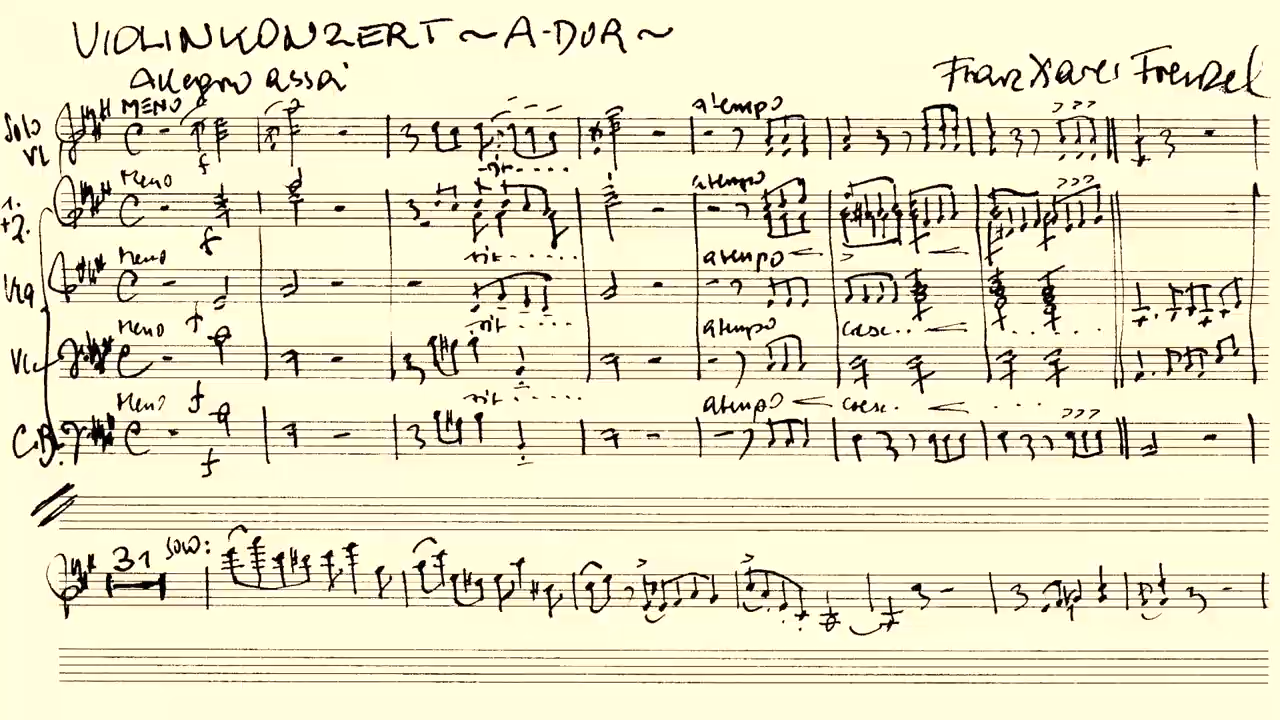 VIOLINKONZERT ~ A-DUR ~
Allegro assai
Franz Xaver Frenzel
Solo Vl
MENO
a tempo
f
rit.....
1. +2.
Meno
a tempo
f
rit.....
Vla
Meno
a tempo
f
rit.....
Vc
Meno
a tempo
cresc...
f
rit.....
C.B.
Meno
a tempo
cresc.
f
31
solo: